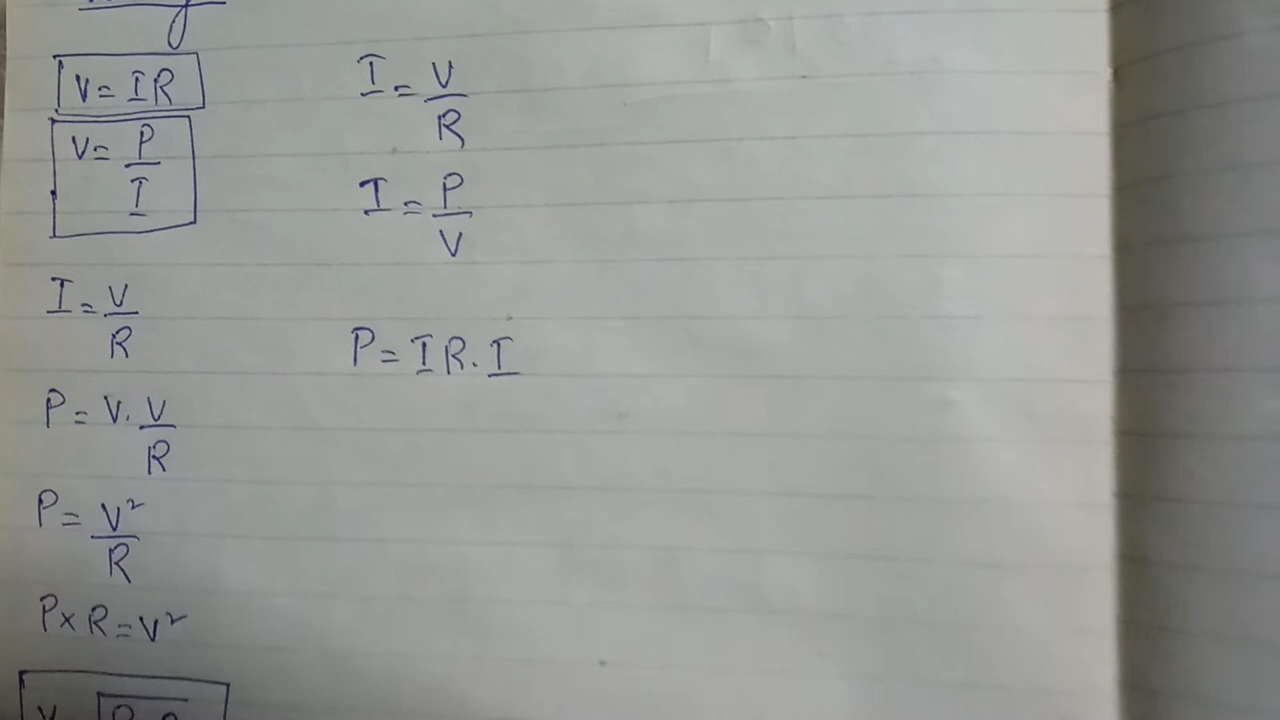 V = IR
V = P/I
I = V/R
P = V. V/R
P = V²/R
P x R = V²
I = V/R
I = P/V
P = IR. I